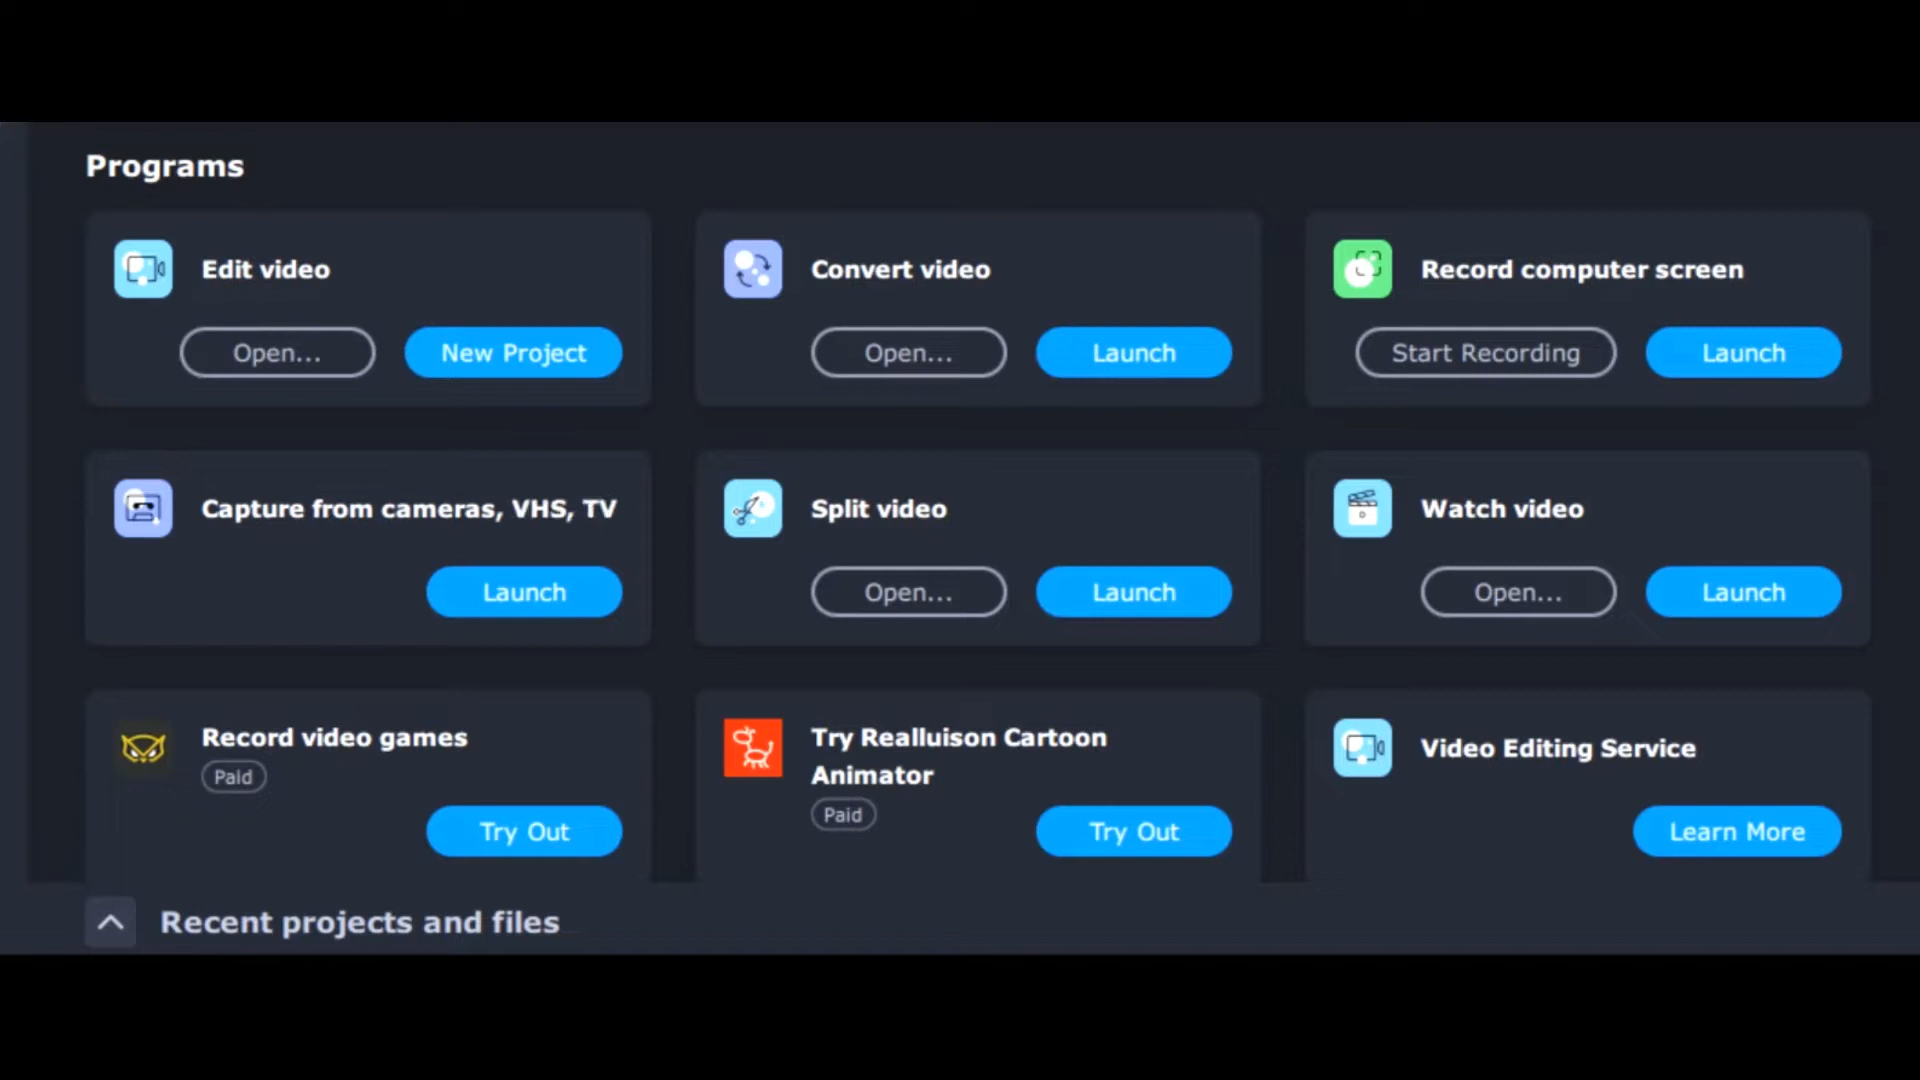 Programs
Edit video
Open...
New Project
Convert video
Open...
Launch
Record computer screen
Start Recording
Launch
Capture from cameras, VHS, TV
Launch
Split video
Open...
Launch
Watch video
Open...
Launch
Record video games
Paid
Try Out
Try Realluison Cartoon
Animator
Paid
Try Out
Video Editing Service
Learn More
Recent projects and files